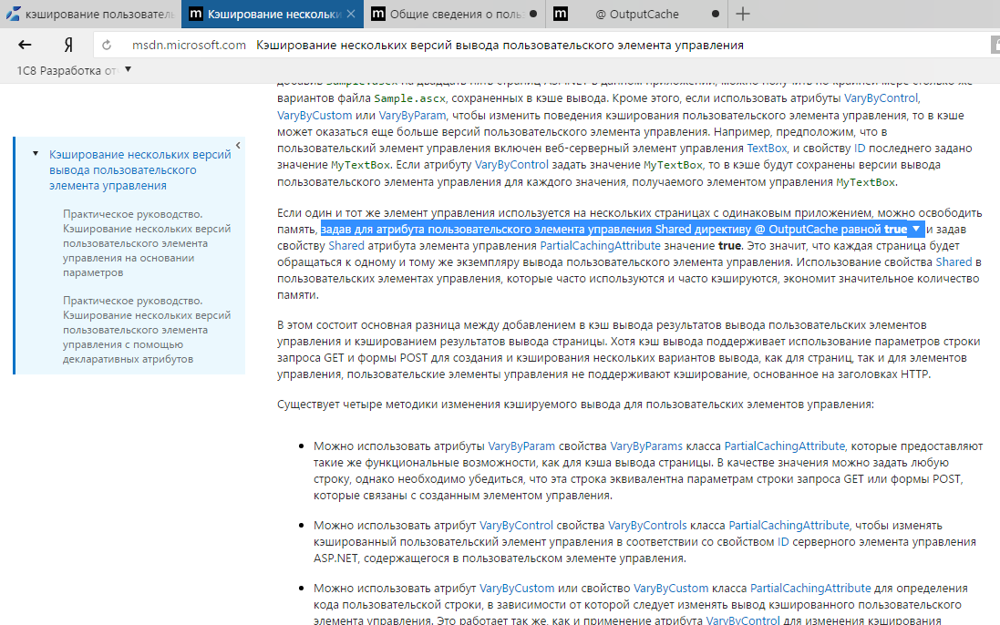 кэширование пользователь
Кэширование нескольки
Общие сведения о поль
@ OutputCache
msdn.microsoft.com Кэширование нескольких версий вывода пользовательского элемента управления
1С8 Разработка от
вариантов файла Sample.ascx, сохраненных в кэше вывода. Кроме этого, если использовать атрибуты VaryByControl,
VaryByCustom или VaryByParam, чтобы изменить поведения кэширования пользовательского элемента управления, то в кэше
может оказаться еще больше версий пользовательского элемента управления. Например, предположим, что в
пользовательский элемент управления включен веб-серверный элемент управления TextBox, и свойству ID последнего задано
значение MyTextBox. Если атрибуту VaryByControl задать значение MyTextBox, то в кэше будут сохранены версии вывода
пользовательского элемента управления для каждого значения, получаемого элементом управления MyTextBox.
Кэширование нескольких версий
вывода пользовательского
элемента управления
Практическое руководство.
Кэширование нескольких версий
пользовательского элемента
управления на основании
параметров
Практическое руководство.
Кэширование нескольких версий
пользовательского элемента
управления с помощью
декларативных атрибутов
Если один и тот же элемент управления используется на нескольких страницах с одинаковым приложением, можно освободить
память, задав для атрибута пользовательского элемента управления Shared директиву @ OutputCache равной true и задав
свойству Shared атрибута элемента управления PartialCachingAttribute значение true. Это значит, что каждая страница будет
обращаться к одному и тому же экземпляру вывода пользовательского элемента управления. Использование свойства Shared в
пользовательских элементах управления, которые часто используются и часто кэшируются, экономит значительное количество
памяти.
В этом состоит основная разница между добавлением в кэш вывода результатов вывода пользовательских элементов
управления и кэшированием результатов вывода страницы. Хотя кэш вывода поддерживает использование параметров строки
запроса GET и формы POST для создания и кэширования нескольких вариантов вывода, как для страниц, так и для элементов
управления, пользовательские элементы управления не поддерживают кэширование, основанное на заголовках HTTP.
Существует четыре методики изменения кэшируемого вывода для пользовательских элементов управления:
Можно использовать атрибуты VaryByParam свойства VaryByParams класса PartialCachingAttribute, которые предоставляют
такие же функциональные возможности, как для кэша вывода страницы. В качестве значения можно задать любую
строку, однако необходимо убедиться, что эта строка эквивалентна параметрам строки запроса GET или формы POST,
которые связаны с созданным элементом управления.
Можно использовать атрибут VaryByControl свойства VaryByControls класса PartialCachingAttribute, чтобы изменять
кэшированный пользовательский элемент управления в соответствии со свойством ID серверного элемента управления
ASP.NET, содержащегося в пользовательском элементе управления.
Можно использовать атрибут VaryByCustom или свойство VaryByCustom класса PartialCachingAttribute для определения
кода пользовательской строки, в зависимости от которой следует изменять вывод кэшированного пользовательского
элемента управления. Это работает так же, как и применение атрибута VaryByControl для изменения кэширования